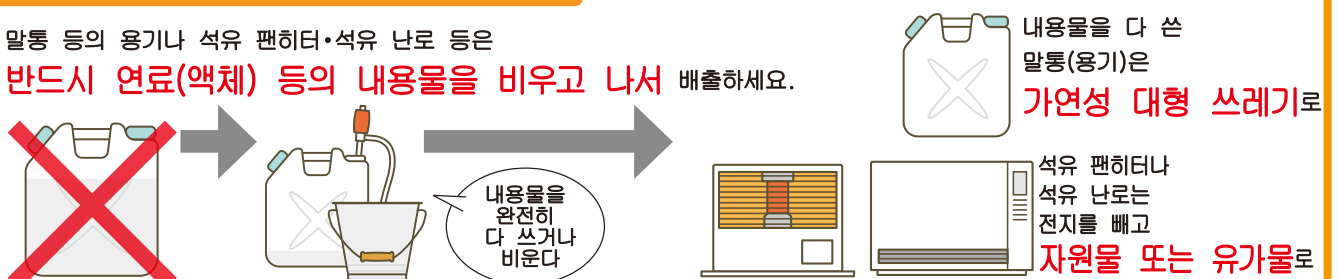 말통 등의 용기나 석유 팬히터·석유 난로 등은
반드시 연료(액체) 등의 내용물을 비우고 나서 배출하세요.
내용물을
완전히
다 쓰거나
비운다
내용물을 다 쓴
말통(용기)은
가연성 대형 쓰레기로
석유 팬히터나
석유 난로는
전지를 빼고
자원물 또는 유가물로